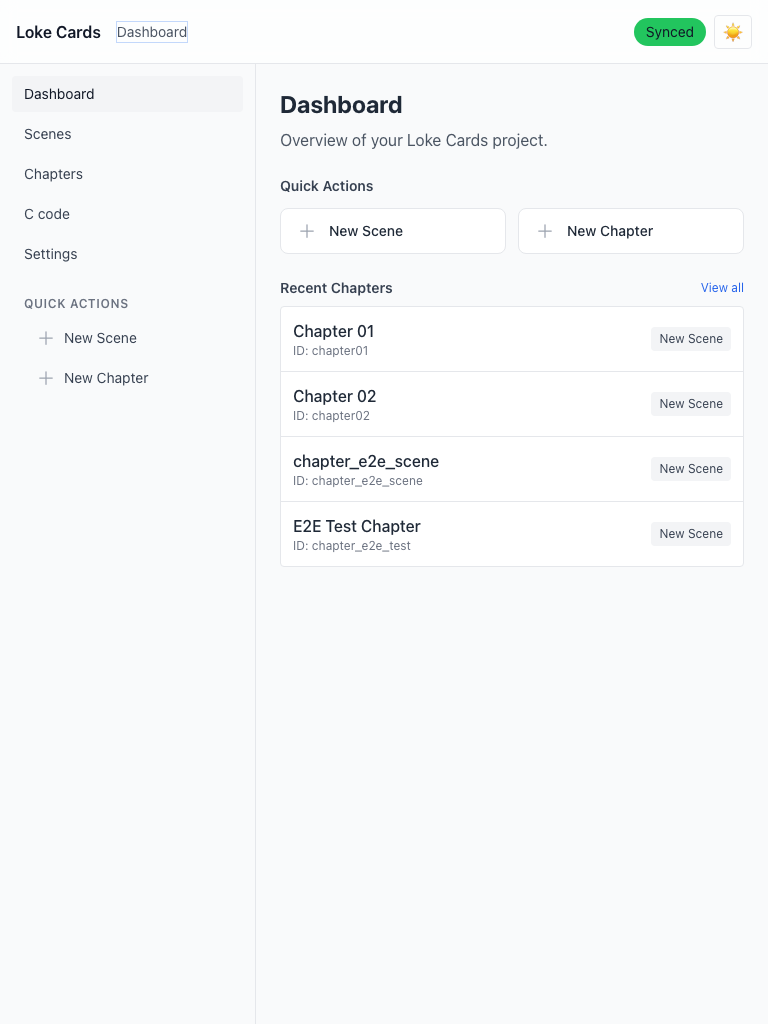 Loke Cards Dashboard Synced
Dashboard
Scenes
Chapters
C code
Settings
QUICK ACTIONS
New Scene
New Chapter
Dashboard
Overview of your Loke Cards project.
Quick Actions
New Scene New Chapter
Recent Chapters View all
Chapter 01
ID: chapter01
New Scene
Chapter 02
ID: chapter02
New Scene
chapter_e2e_scene
ID: chapter_e2e_scene
New Scene
E2E Test Chapter
ID: chapter_e2e_test
New Scene